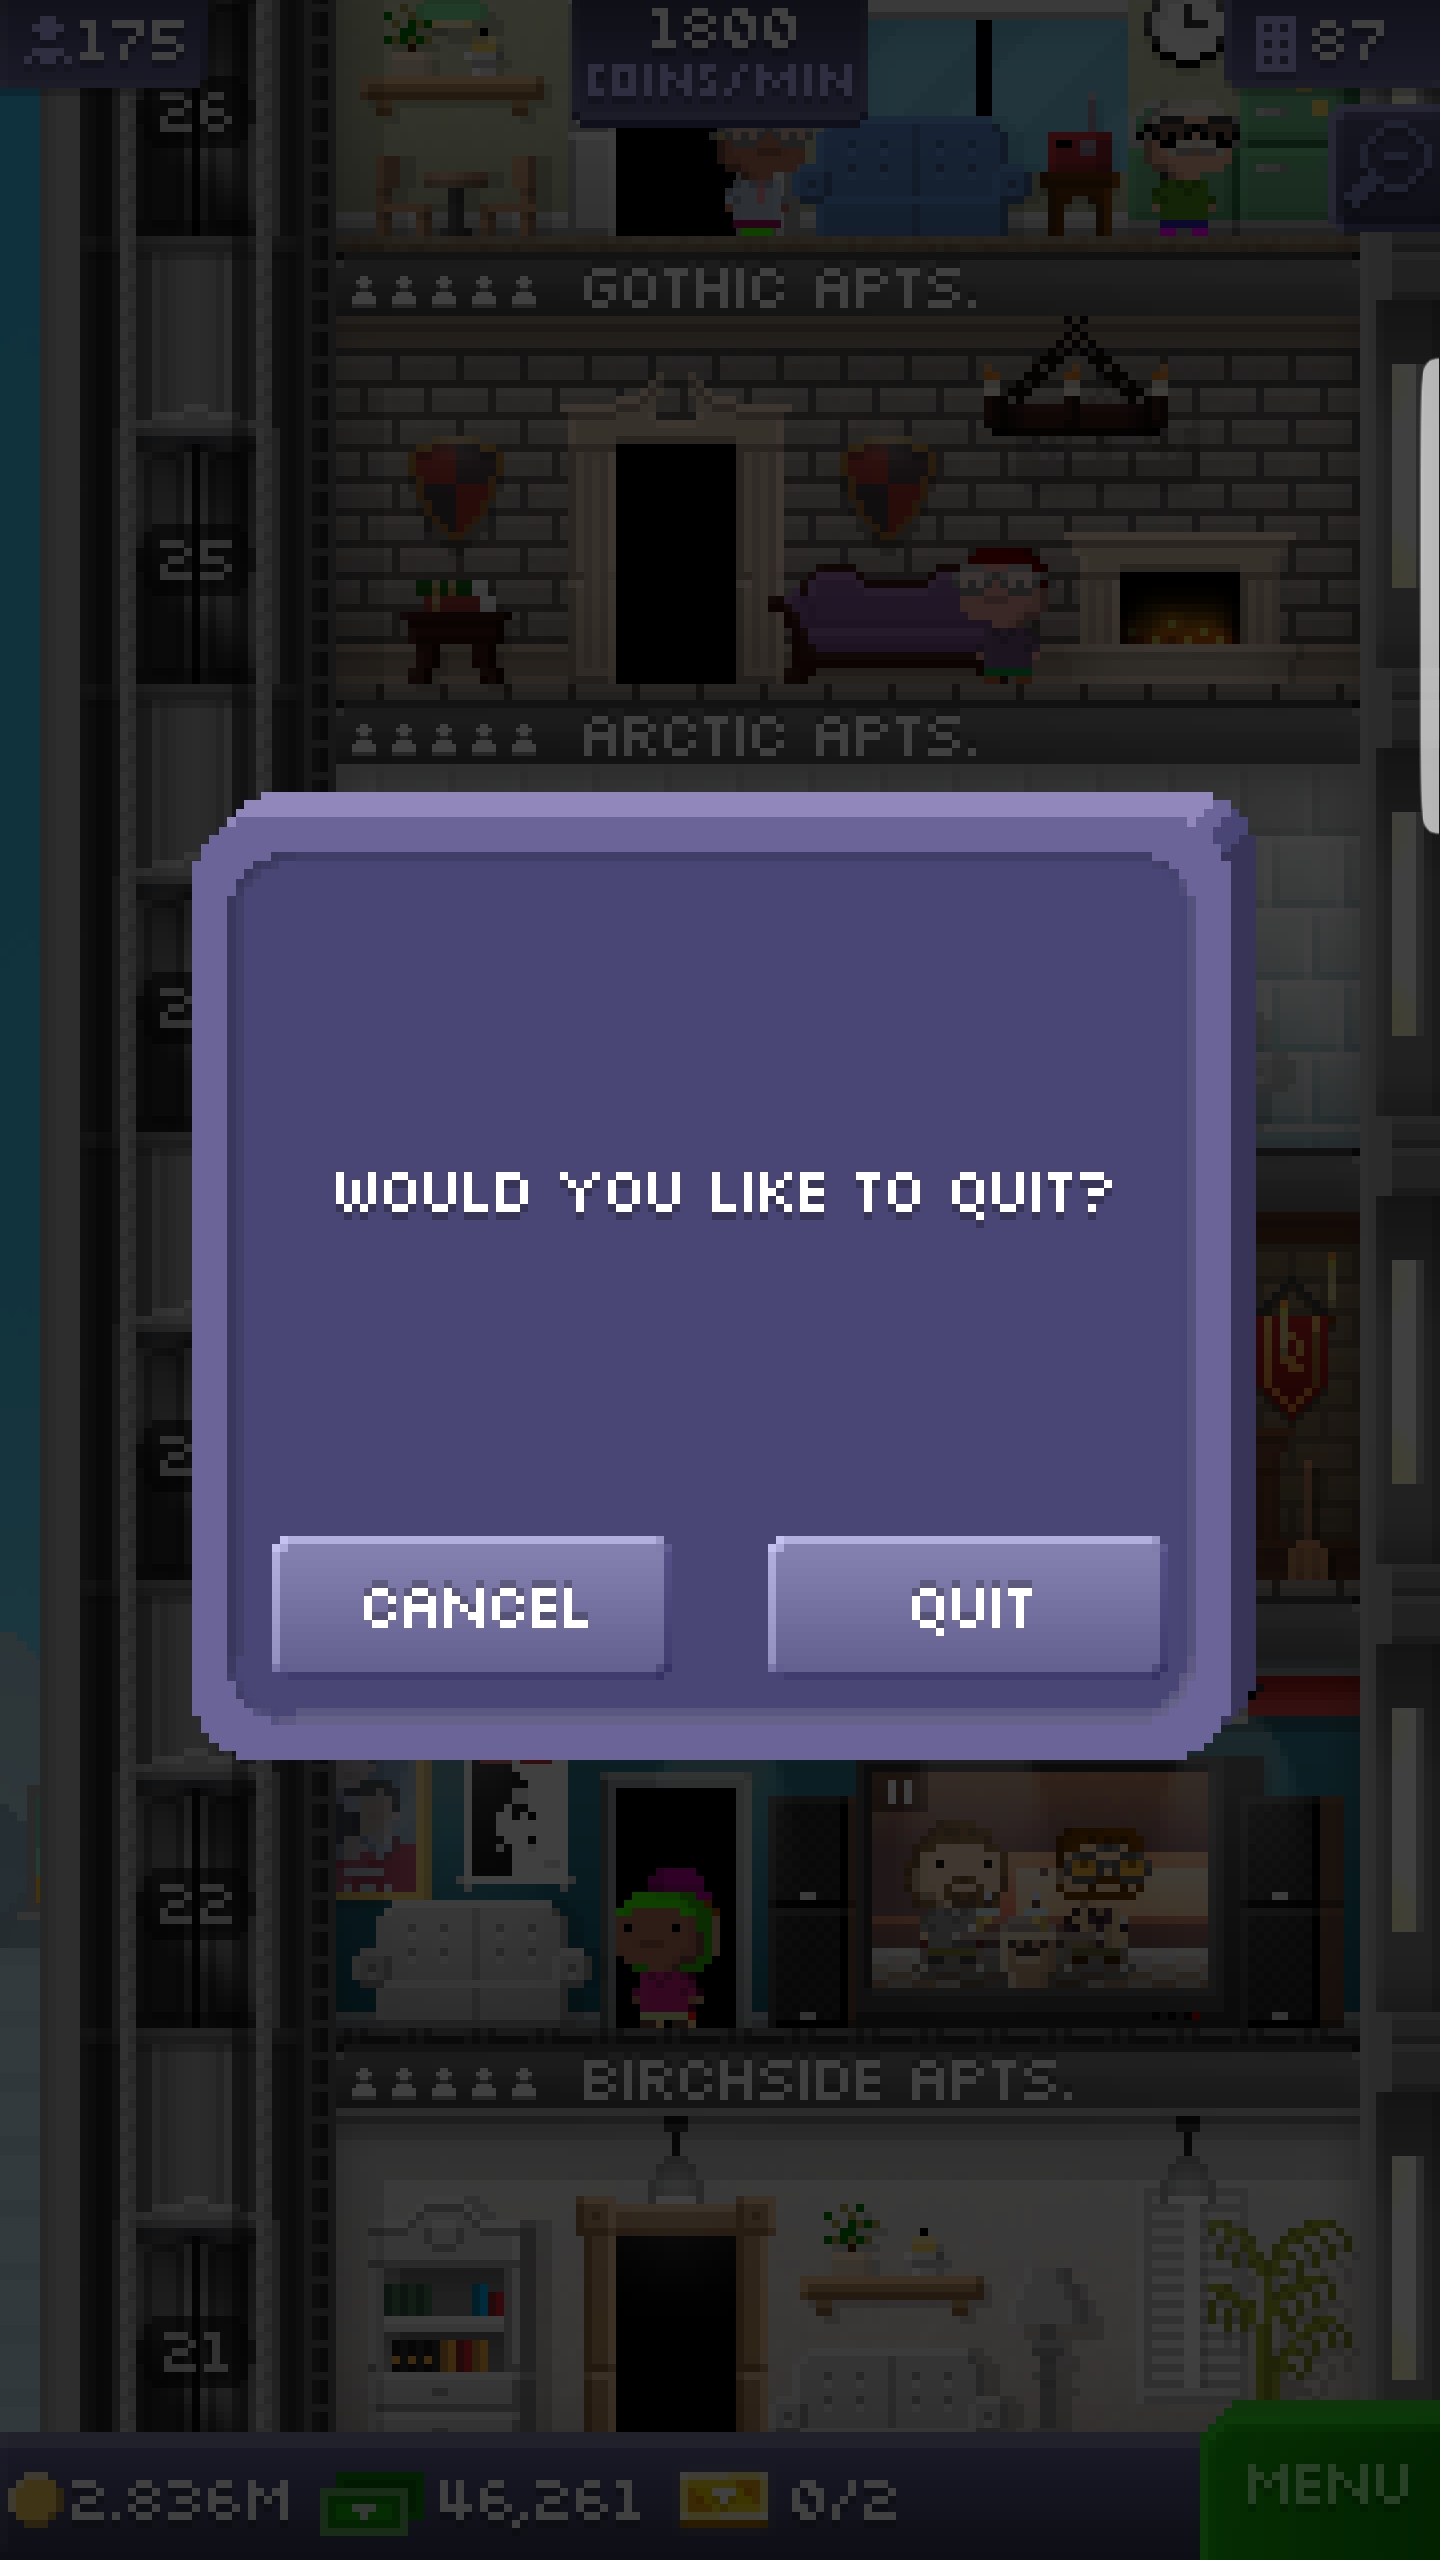 175
1800
COINS/MIN
87
26
GOTHIC APTS.
25
ARCTIC APTS.
WOULD YOU LIKE TO QUIT?
CANCEL
QUIT
22
BIRCHSIDE APTS.
21
2.836M
46,261
0/2
MENU